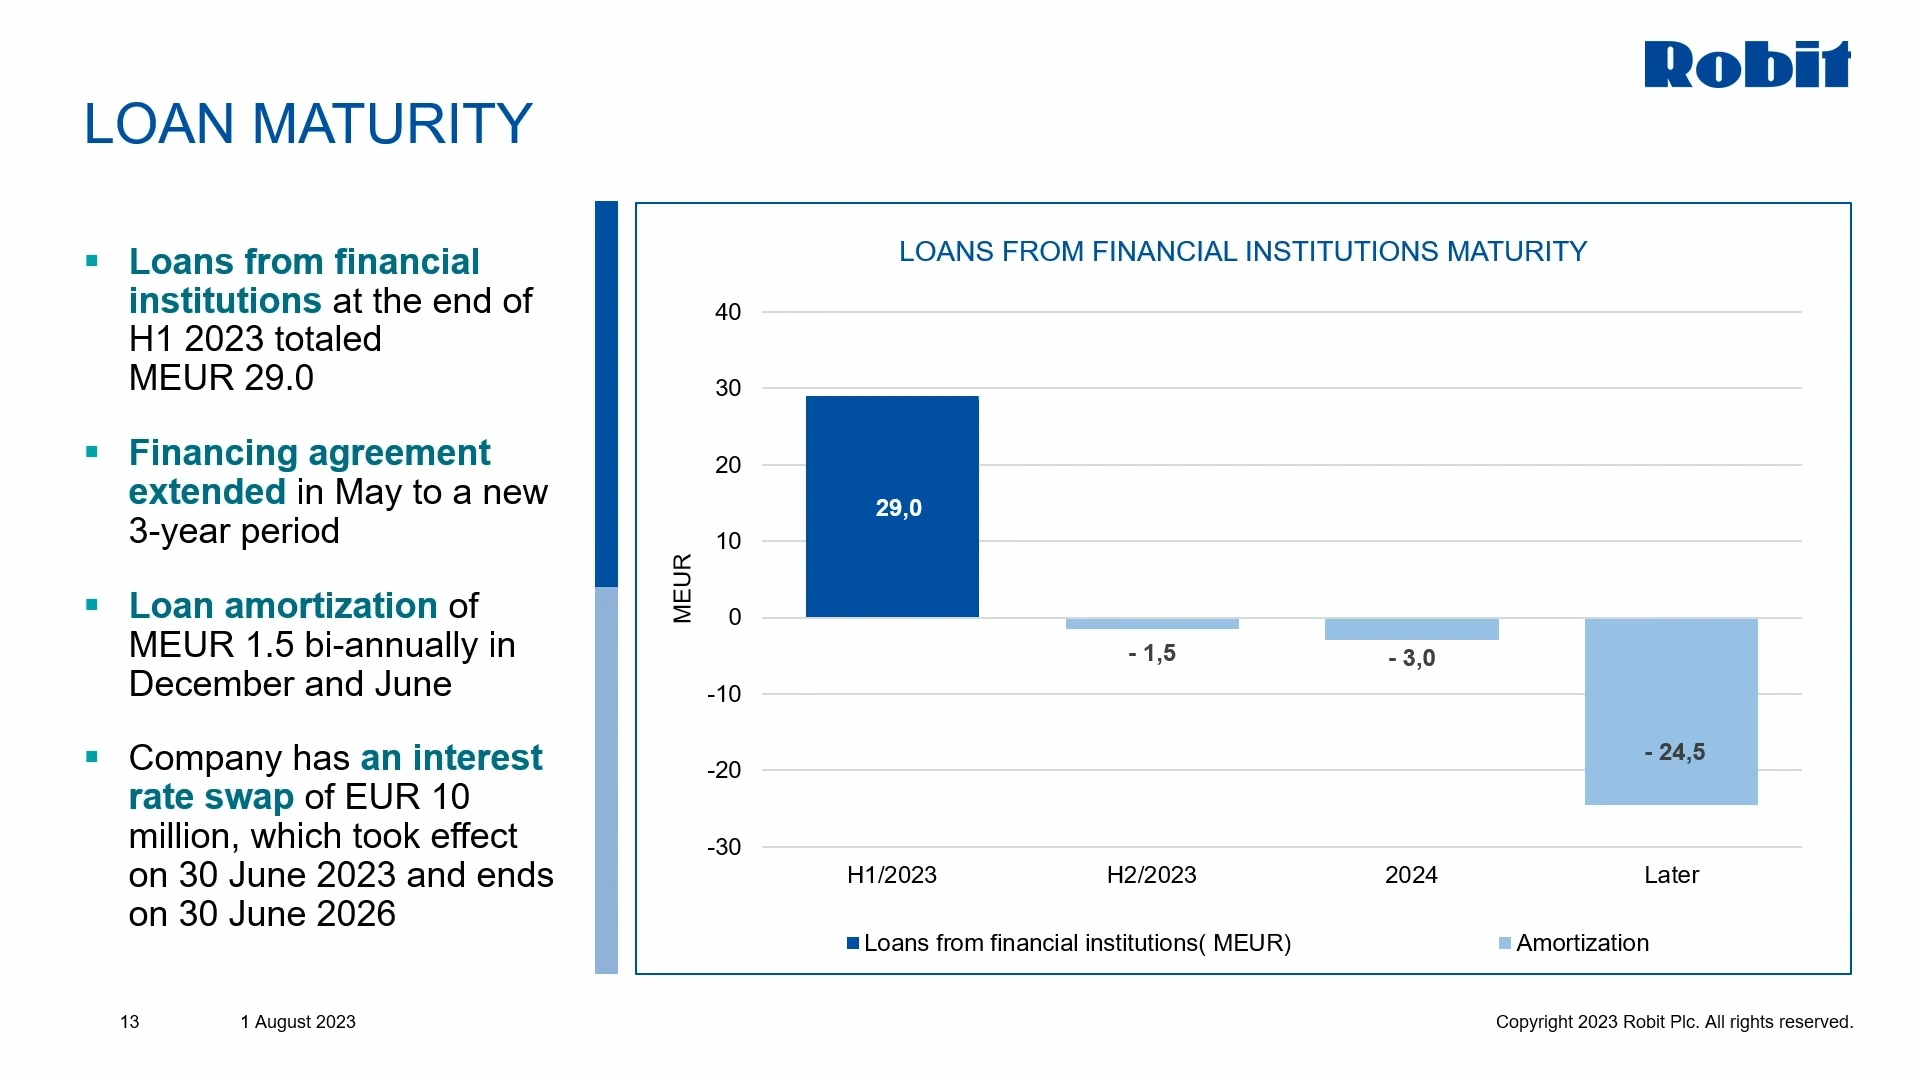 Robit
LOAN MATURITY
▪ Loans from financial
institutions at the end of
H1 2023 totaled
MEUR 29.0
▪ Financing agreement
extended in May to a new
3-year period
▪ Loan amortization of
MEUR 1.5 bi-annually in
December and June
▪ Company has an interest
rate swap of EUR 10
million, which took effect
on 30 June 2023 and ends
on 30 June 2026
LOANS FROM FINANCIAL INSTITUTIONS MATURITY
MEUR
40
30
20
10
0
-10
-20
-30
29,0
- 1,5
- 3,0
- 24,5
H1/2023
H2/2023
2024
Later
Loans from financial institutions( MEUR)
Amortization
13
1 August 2023
Copyright 2023 Robit Plc. All rights reserved.